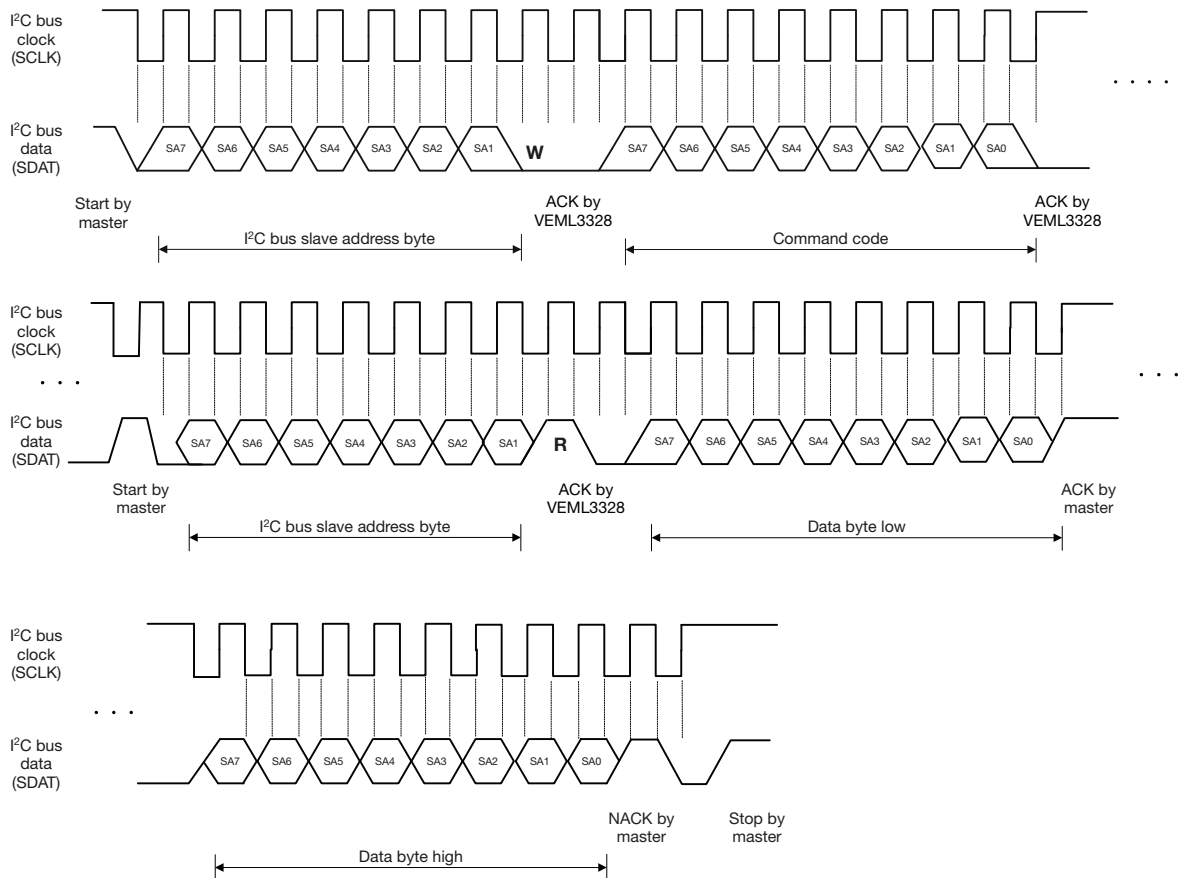 I²C bus
clock
(SCLK)
. . . .
I²C bus
data
(SDAT)
SA7 SA6 SA5 SA4 SA3 SA2 SA1 W SA7 SA6 SA5 SA4 SA3 SA2 SA1 SA0
Start by
master
ACK by
VEML3328
ACK by
VEML3328
I²C bus slave address byte
Command code
I²C bus
clock
(SCLK)
. . .
. . . .
I²C bus
data
(SDAT)
SA7 SA6 SA5 SA4 SA3 SA2 SA1 R SA7 SA6 SA5 SA4 SA3 SA2 SA1 SA0
Start by
master
ACK by
VEML3328
ACK by
master
I²C bus slave address byte
Data byte low
I²C bus
clock
(SCLK)
. . .
I²C bus
data
(SDAT)
SA7 SA6 SA5 SA4 SA3 SA2 SA1 SA0
NACK by
master
Stop by
master
Data byte high